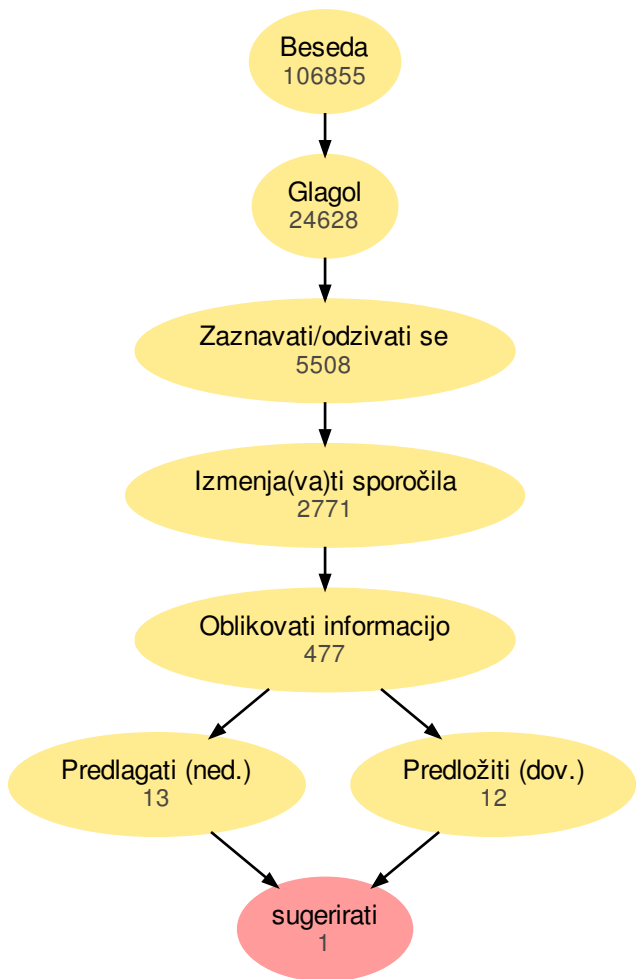 Beseda
106855
Glagol
24628
Zaznavati/odzivati se
5508
Izmenja(va)ti sporočila
2771
Oblikovati informacijo
477
Predlagati (ned.)
13
Predložiti (dov.)
12
sugerirati
1